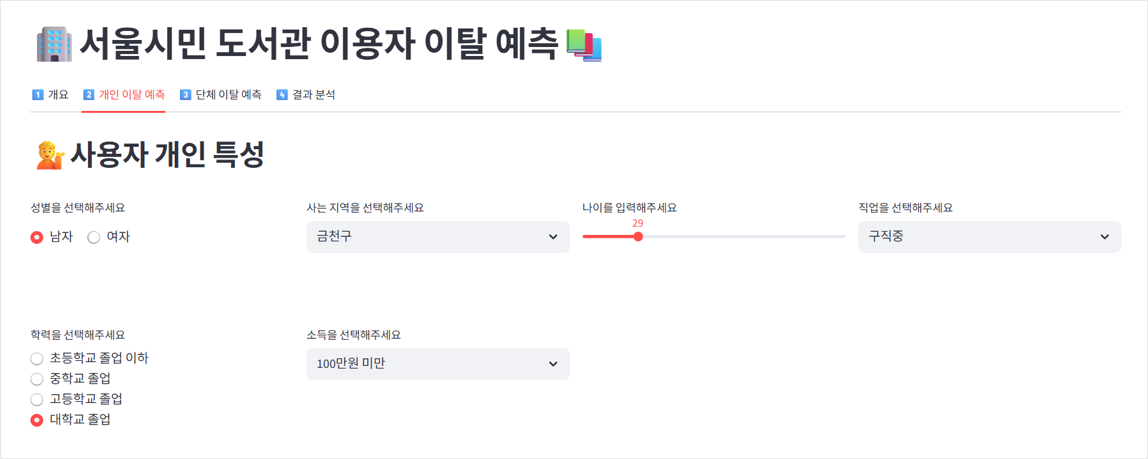 서울시민 도서관 이용자 이탈 예측
1 개요 2 개인 이탈 예측 3 단체 이탈 예측 4 결과 분석
사용자 개인 특성
성별을 선택해주세요 사는 지역을 선택해주세요 나이를 입력해주세요 직업을 선택해주세요
29
남자 여자 금천구 구직중
학력을 선택해주세요 소득을 선택해주세요
초등학교 졸업 이하 100만원 미만
중학교 졸업
고등학교 졸업
대학교 졸업